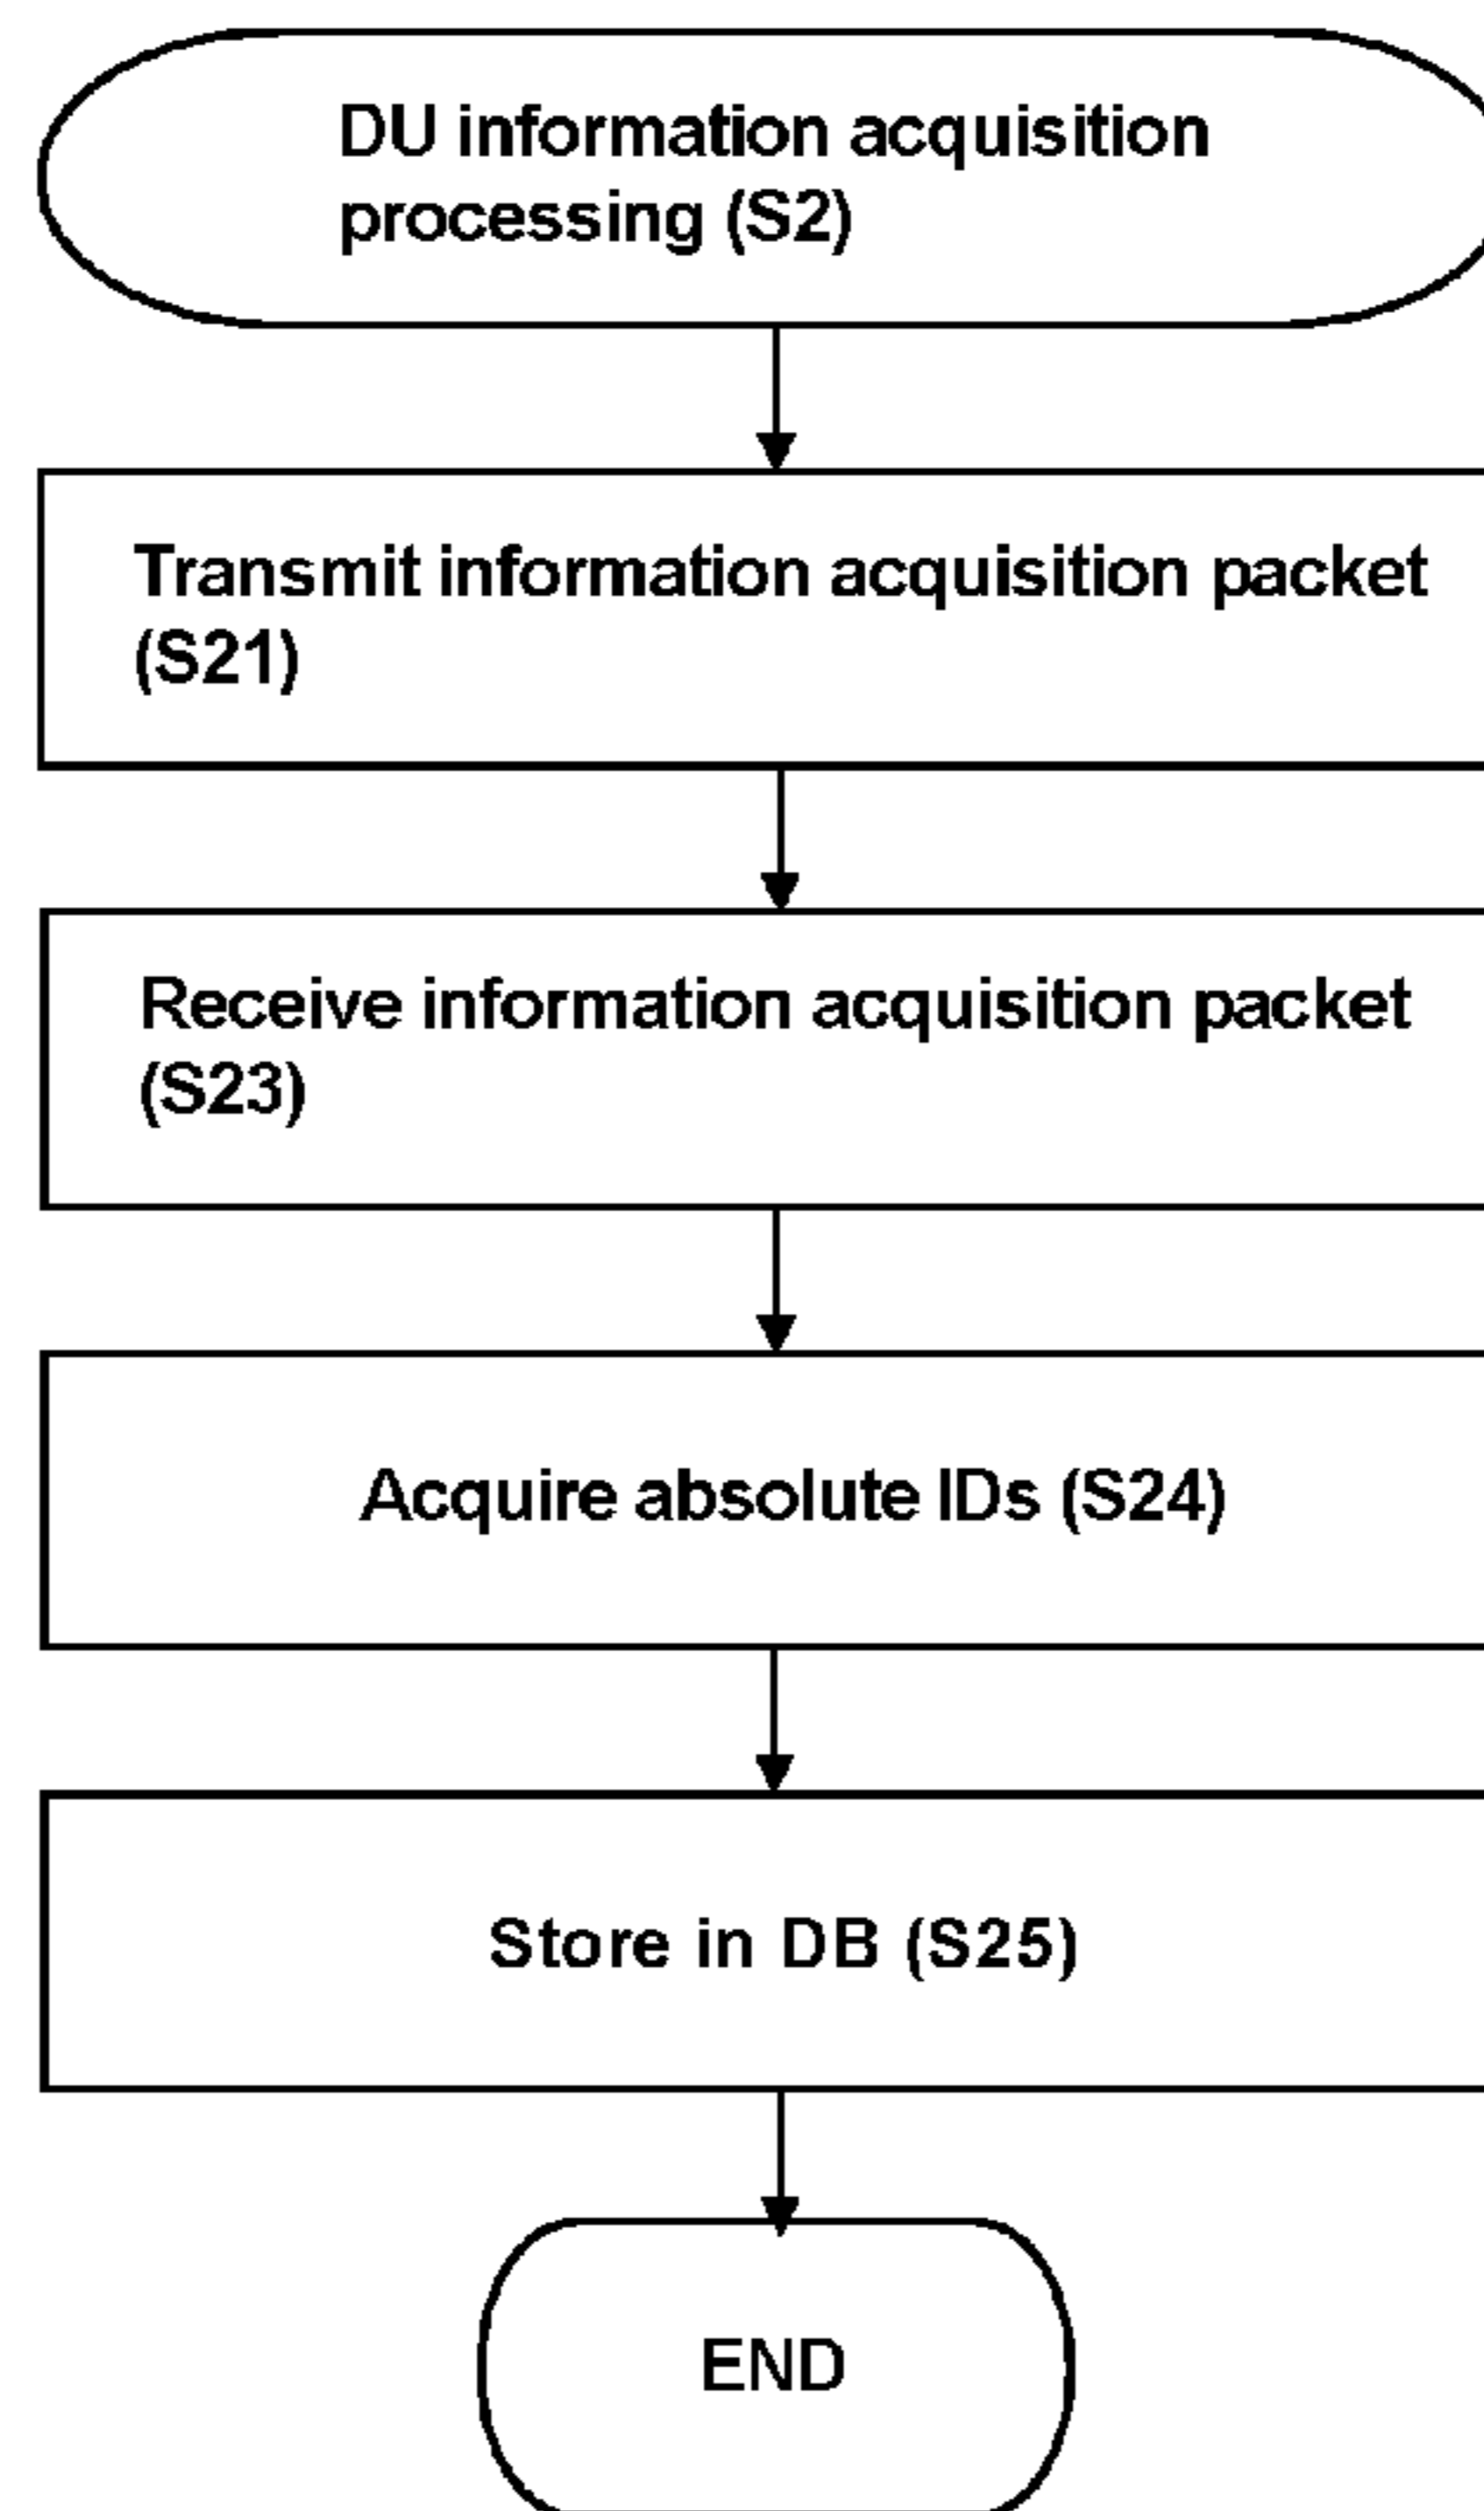 DU information acquisition
processing (S2)
Transmit information acquisition packet
(S21)
Receive information acquisition packet
(S23)
Acquire absolute IDs (S24)
Store in DB (S25)
END